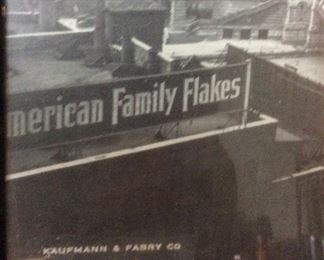 merican Family Flakes
KAUFMANN & FABRY CO